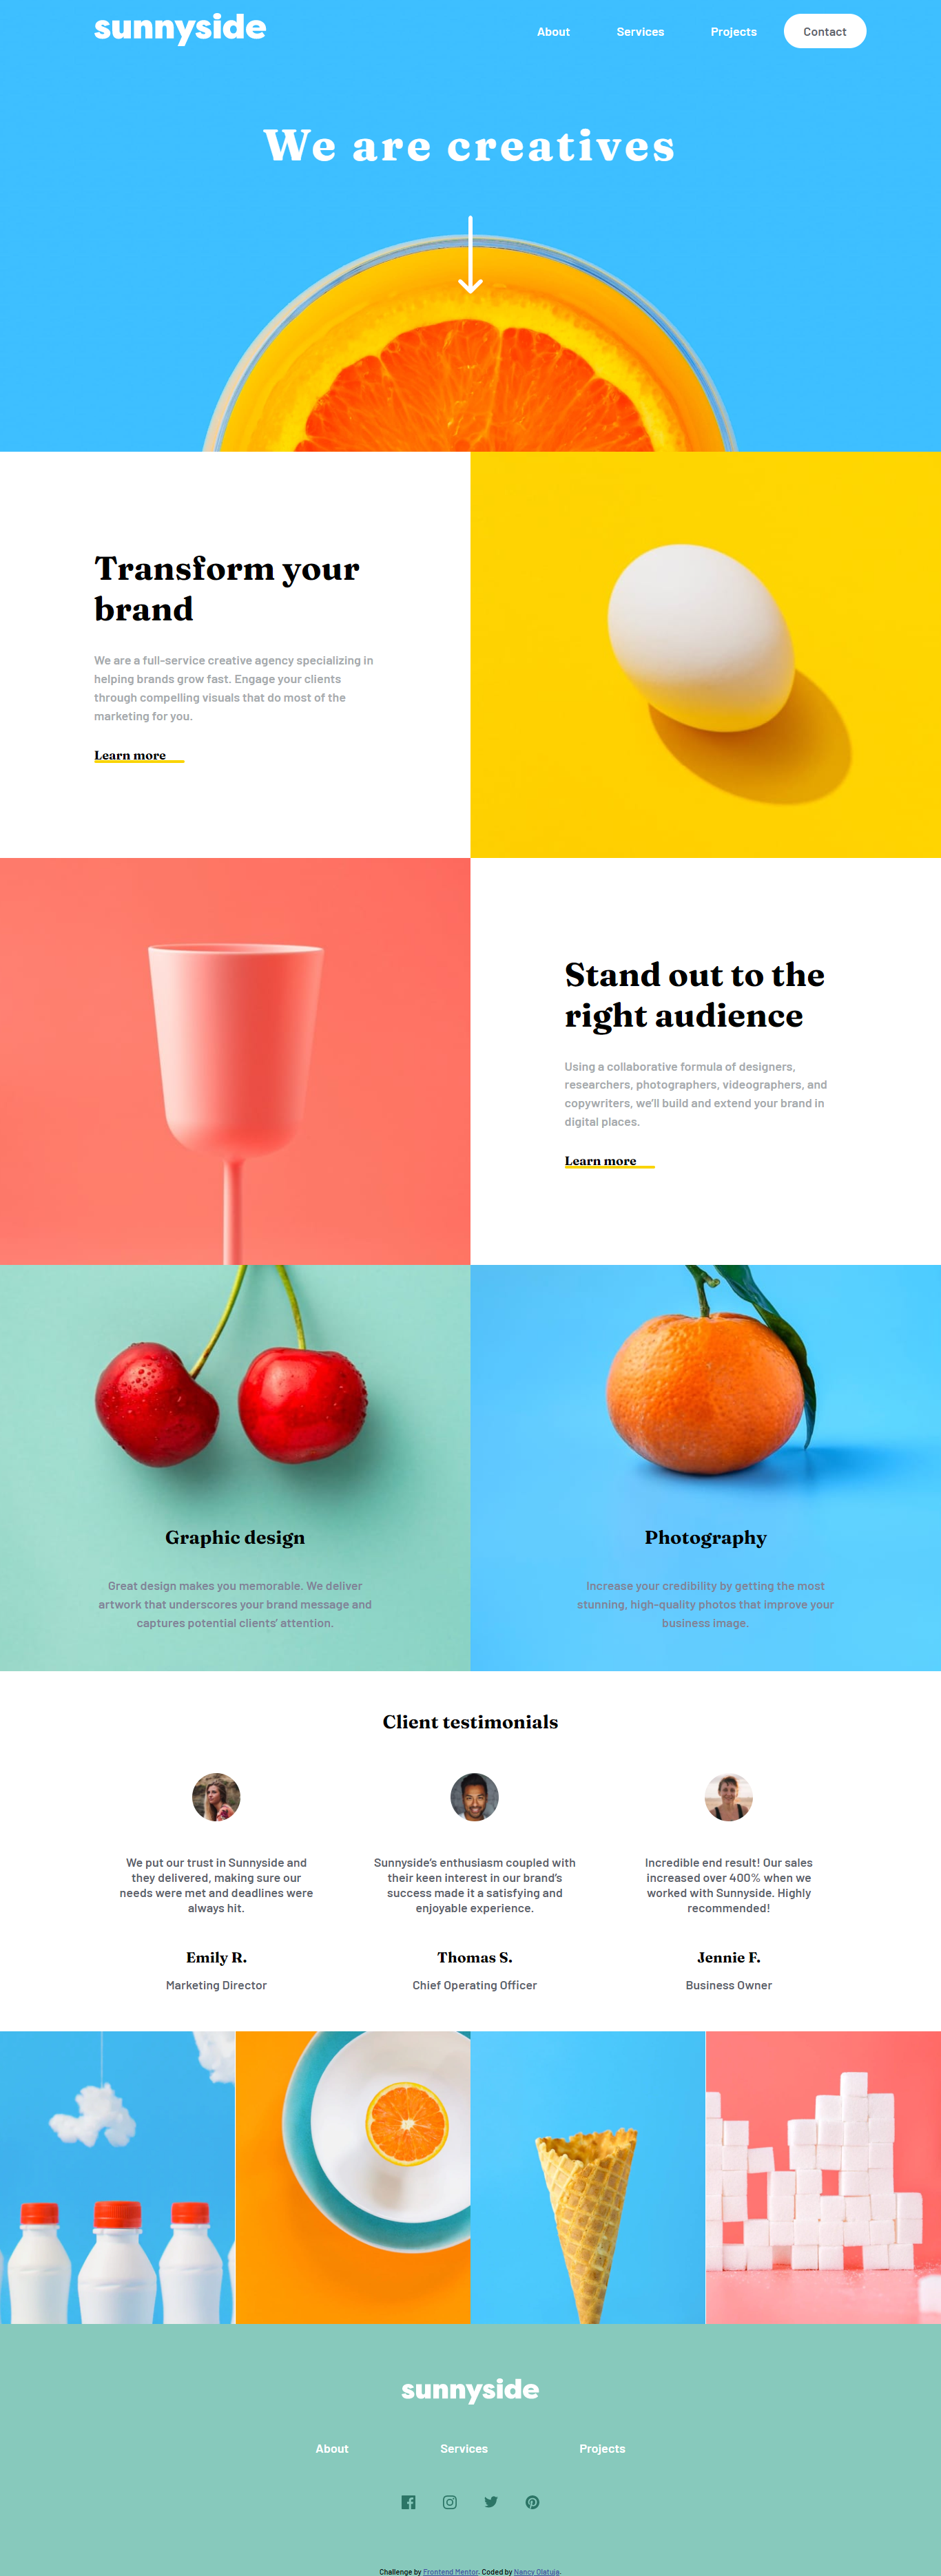 sunnyside
About Services Projects Contact
We are creatives
Transform your
brand
We are a full-service creative agency specializing in
helping brands grow fast. Engage your clients
through compelling visuals that do most of the
marketing for you.
Learn more
Stand out to the
right audience
Using a collaborative formula of designers,
researchers, photographers, videographers, and
copywriters, we'll build and extend your brand in
digital places.
Learn more
Graphic design
Great design makes you memorable. We deliver
artwork that underscores your brand message and
captures potential clients' attention.
Photography
Increase your credibility by getting the most
stunning, high-quality photos that improve your
business image.
Client testimonials
We put our trust in Sunnyside and
they delivered, making sure our
needs were met and deadlines were
always hit.
Emily R.
Marketing Director
Sunnyside's enthusiasm coupled with
their keen interest in our brand's
success made it a satisfying and
enjoyable experience.
Thomas S.
Chief Operating Officer
Incredible end result! Our sales
increased over 400% when we
worked with Sunnyside. Highly
recommended!
Jennie F.
Business Owner
sunnyside
About Services Projects
Challenge by Frontend Mentor. Coded by Nancy Olatuja.